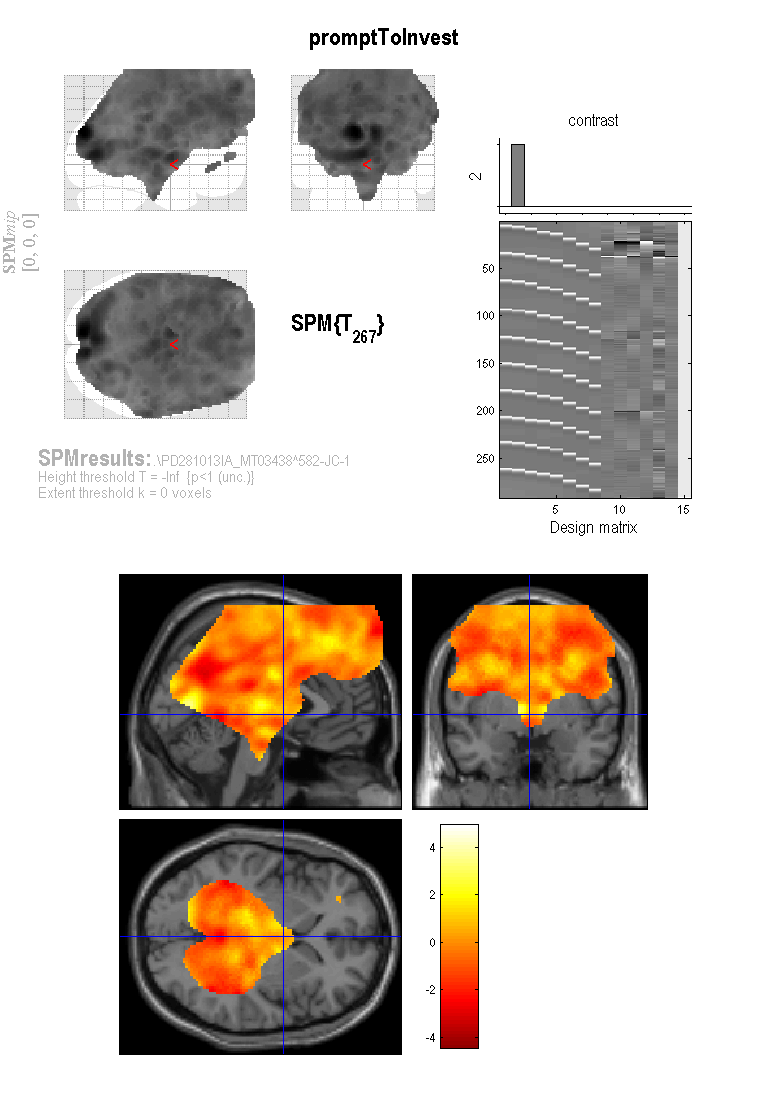 promptToInvest
contrast
2
SPMmip
[0, 0, 0]
50
100
150
200
250
5
10
15
Design matrix
SPM{T267}
SPMresults: .\PD281013IA_MT03438^582-JC-1
Height threshold T = -Inf {p<1 (unc.)}
Extent threshold k = 0 voxels
4
2
0
-2
-4